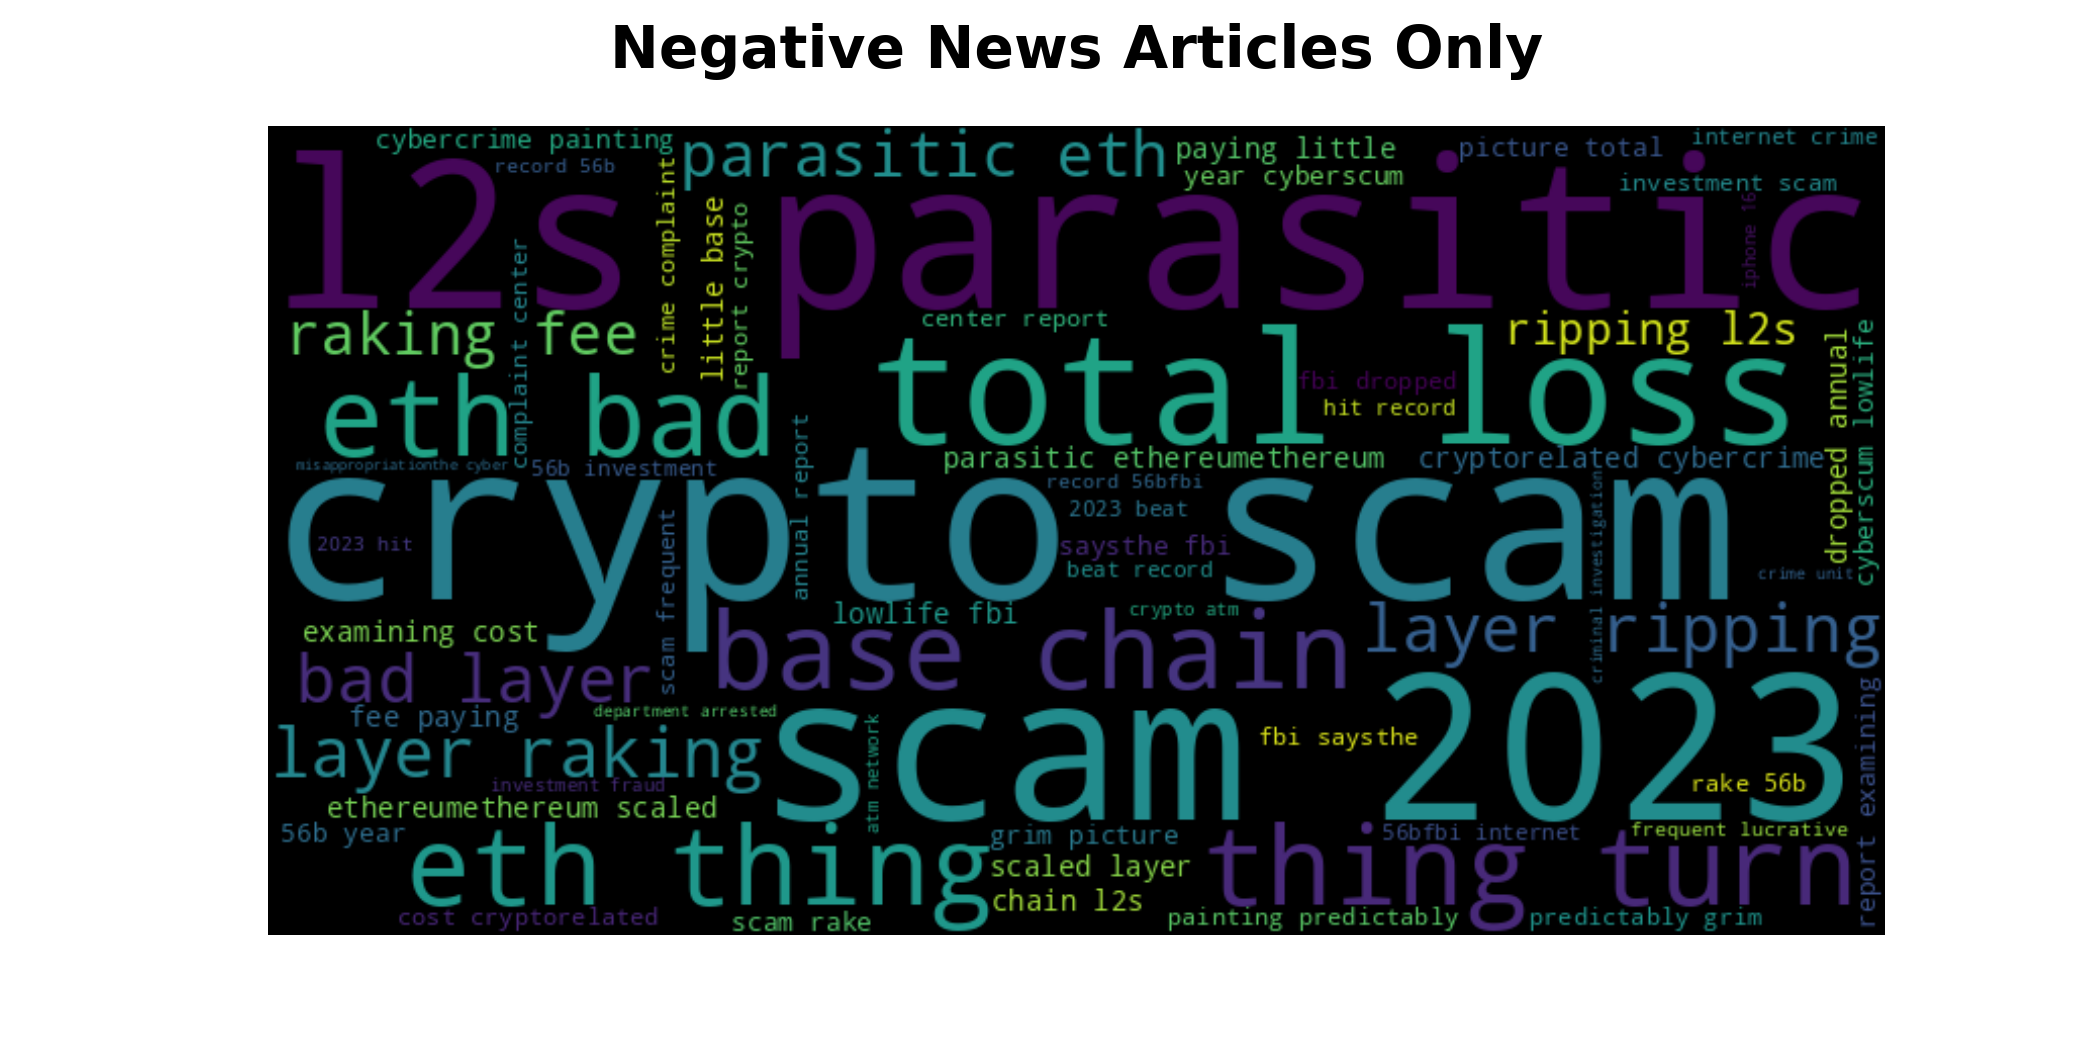 Negative News Articles Only
cybercrime painting
record 56b
l2s parasitic
parasitic eth
paying little
year cyberscum
picture total
internet crime
investment scam
iphone 16
crime complaint
little base
report crypto
complaint center
raking fee
center report
ripping l2s
eth bad
total loss
fbi dropped
hit record
dropped annual
cyberscum lowlife
annual report
misappropriationthe cyber
56b investment
parasitic ethereumethereum
cryptorelated cybercrime
crypto scam
record 56bfbi
2023 beat
2023 hit
saysthe fbi
beat record
scam frequent
criminal investigation
crime unit
lowlife fbi
crypto atm
examining cost
base chain
layer ripping
bad layer
fee paying
department arrested
scam 2023
layer raking
atm network
fbi saysthe
report examining
investment fraud
rake 56b
ethereumethereum scaled
56b year
eth thing
grim picture
thing turn
56bfbi internet
frequent lucrative
scaled layer
chain l2s
cost cryptorelated
scam rake
painting predictably
predictably grim